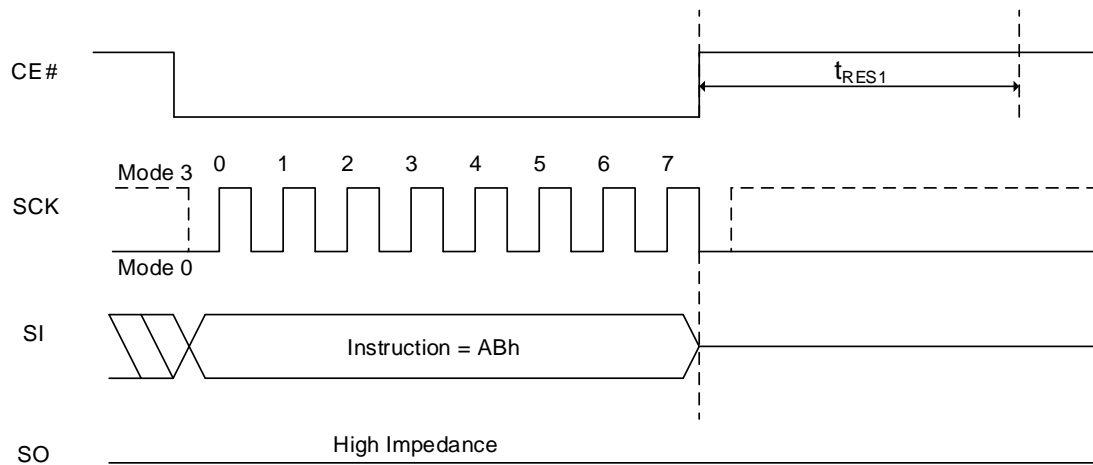 CE#
tRES1
Mode 3
0 1 2 3 4 5 6 7
SCK
Mode 0
SI
Instruction = ABh
High Impedance
SO